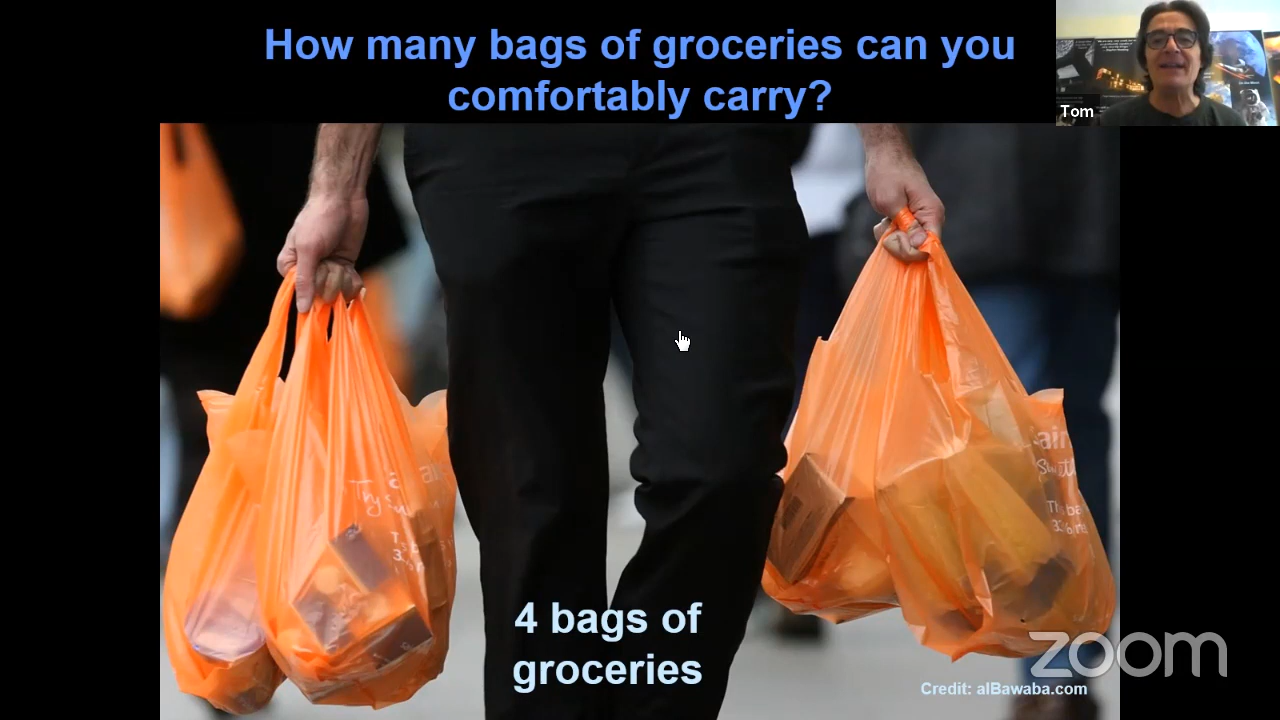 How many bags of groceries can you
comfortably carry?
Tom
4 bags of
groceries
Credit: alBawaba.com
zoom